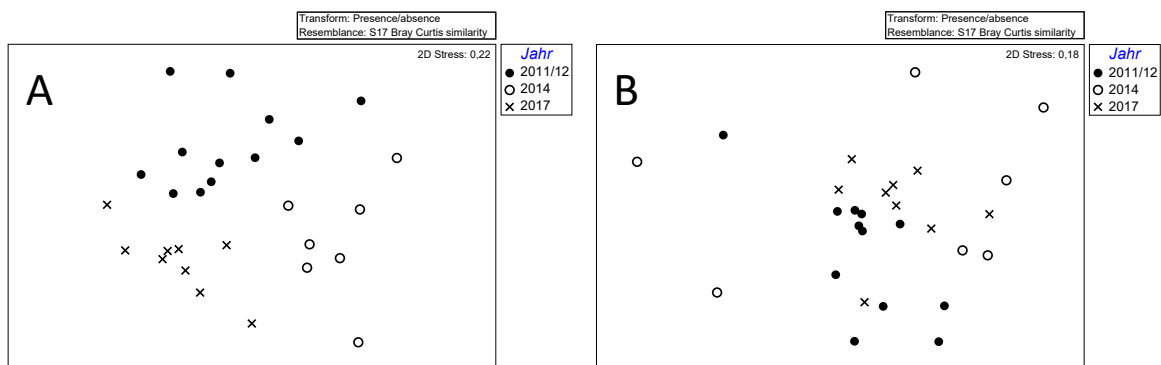 Transform: Presence/absence
Resemblance: S17 Bray Curtis similarity
2D Stress: 0,22
A
Jahr
2011/12
2014
2017
Transform: Presence/absence
Resemblance: S17 Bray Curtis similarity
2D Stress: 0,18
B
Jahr
2011/12
2014
2017